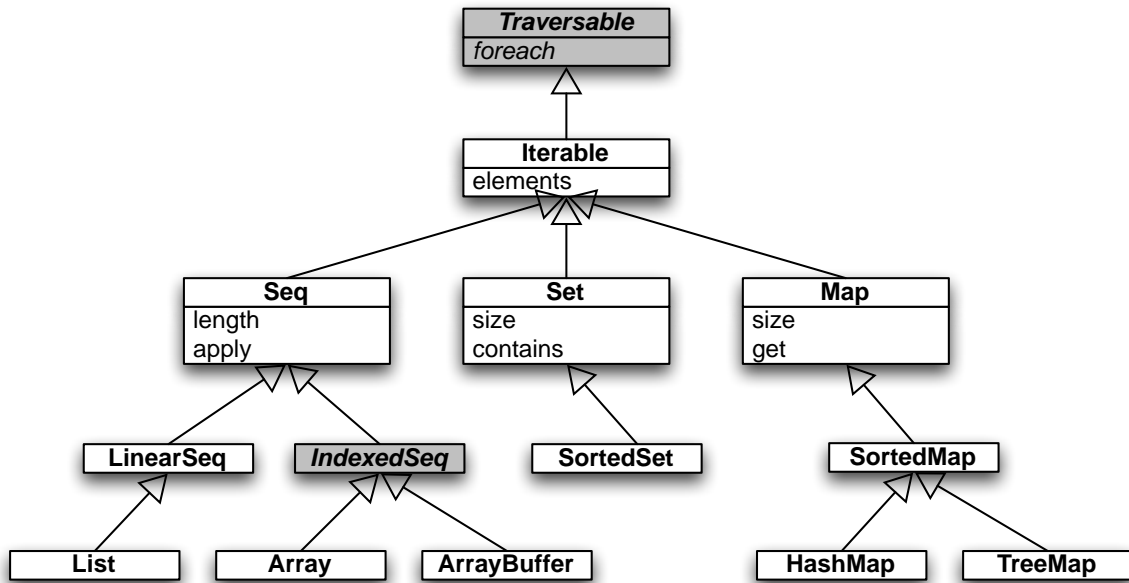 Traversable
foreach
Iterable
elements
Seq
length
apply
Set
size
contains
Map
size
get
LinearSeq
IndexedSeq
SortedSet
SortedMap
List
Array
ArrayBuffer
HashMap
TreeMap